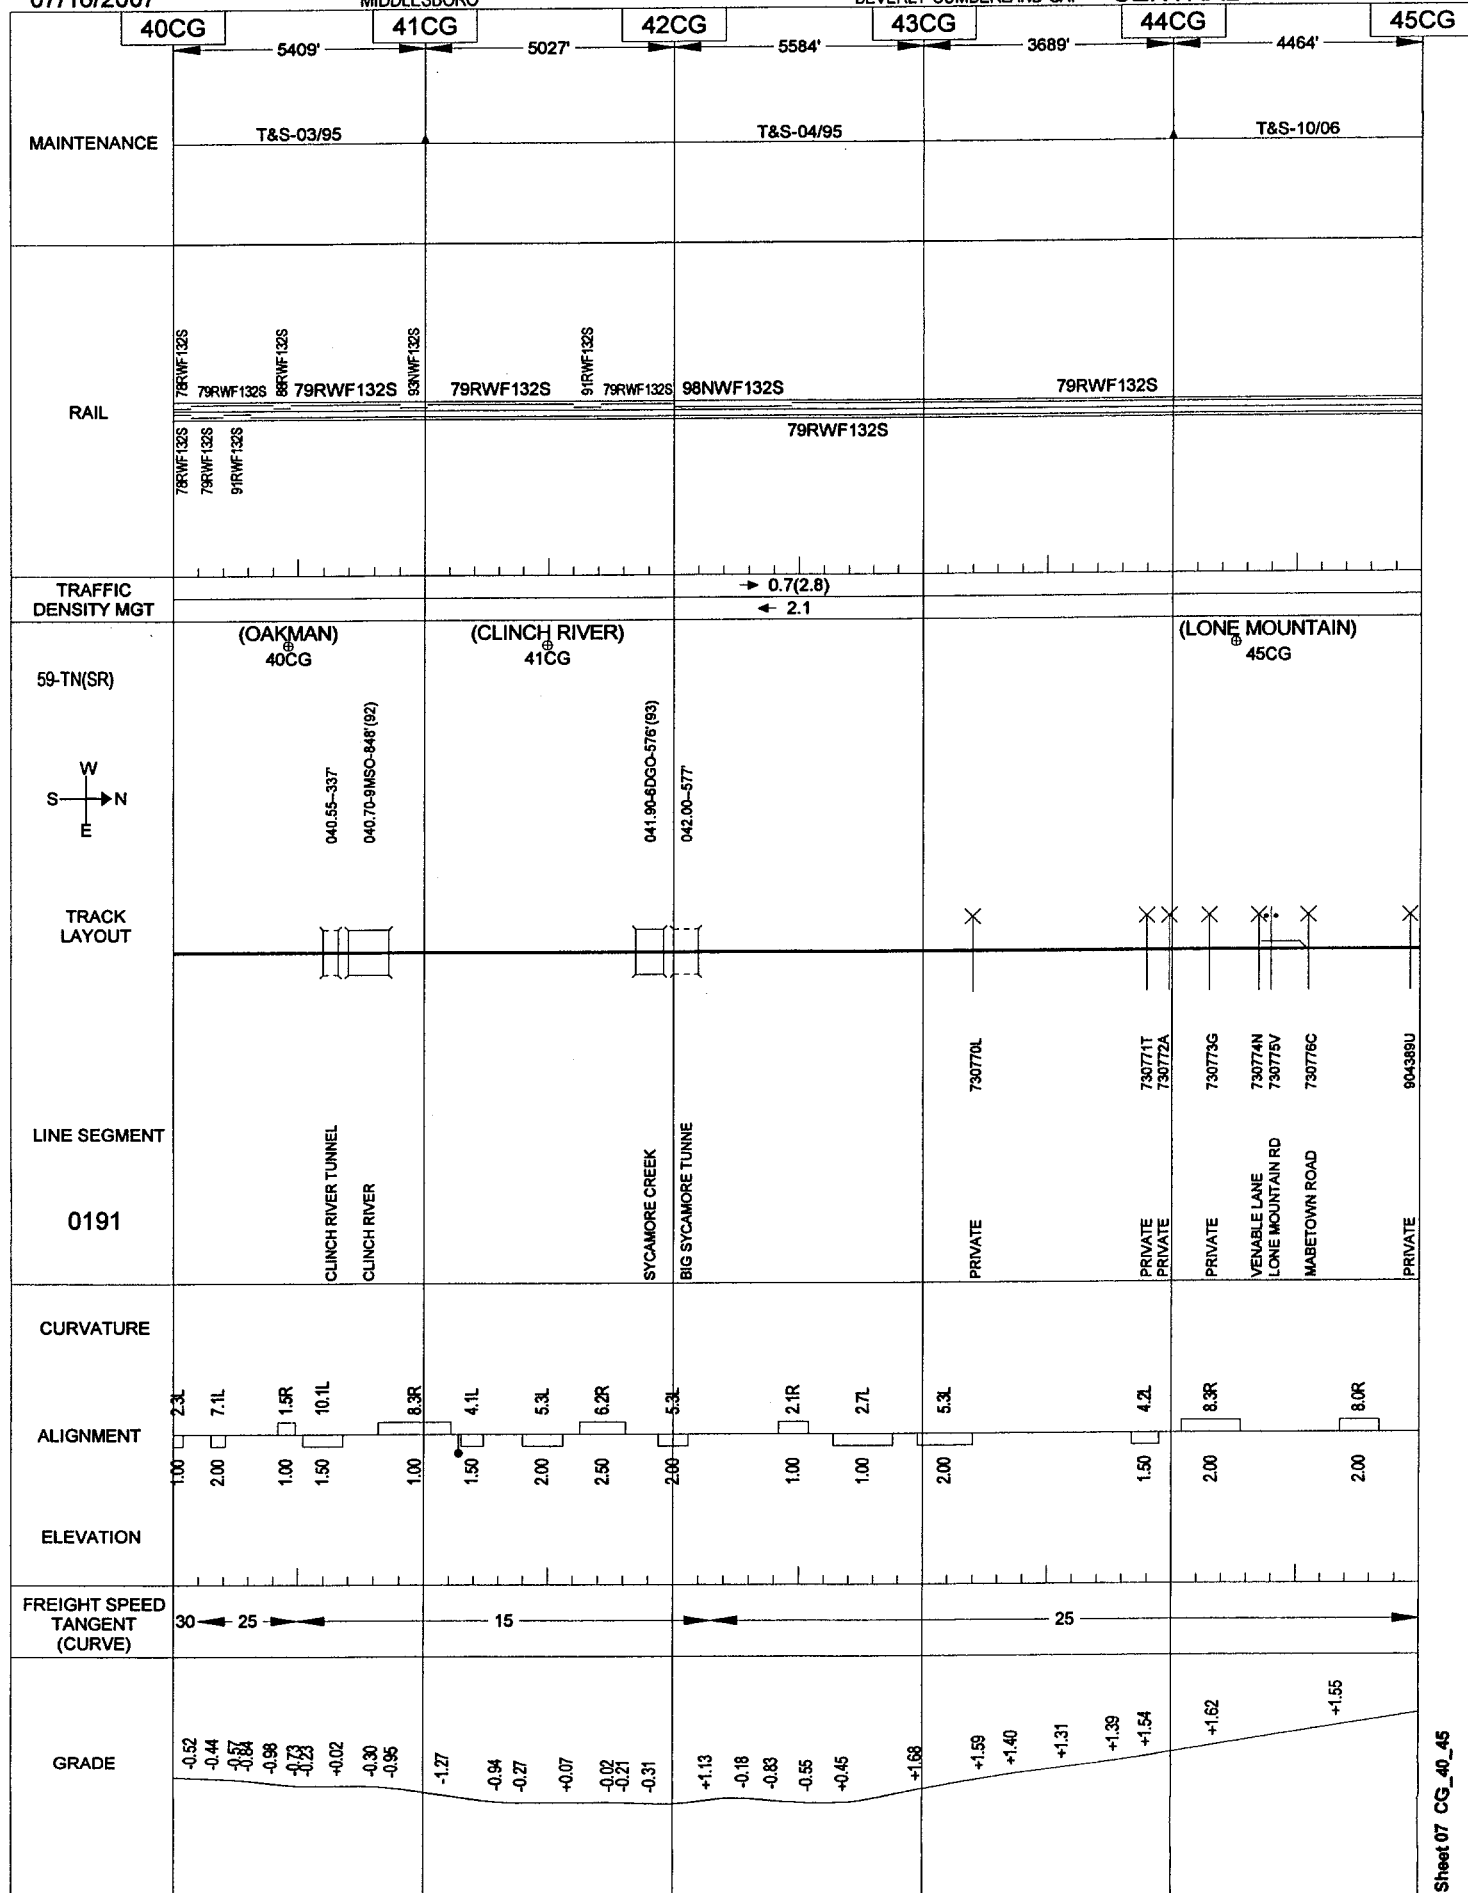 07/16/2007
MIDDLESBORO
40CG 41CG 42CG 43CG 44CG 45CG
5409' 5027' 5584' 3689' 4464'
MAINTENANCE
T&S-03/95 T&S-04/95 T&S-10/06
RAIL
78RWF132S 79RWF132S 88RWF132S 79RWF132S 93NWF132S 79RWF132S 91RWF132S 79RWF132S 98NWF132S 79RWF132S
79RWF132S
78RWF132S 79RWF132S 91RWF132S
TRAFFIC
DENSITY MGT
→ 0.7(2.8)
← 2.1
(OAKMAN) (CLINCH RIVER) (LONE MOUNTAIN)
40CG 41CG 45CG
59-TN(SR)
W
S N
E
040.55--337'
040.70-9MSO-848'(92)
041.90-6DGO-576'(93)
042.00--577'
TRACK
LAYOUT
730770L
730771T
730772A
730773G
730774N
730775V
730776C
904389U
LINE SEGMENT
0191
CLINCH RIVER TUNNEL
CLINCH RIVER
SYCAMORE CREEK
BIG SYCAMORE TUNNE
PRIVATE
PRIVATE
PRIVATE
PRIVATE
VENABLE LANE
LONE MOUNTAIN RD
MABETOWN ROAD
PRIVATE
CURVATURE
2.3L 7.1L 1.5R 10.1L 8.3R 4.1L 5.3L 6.2R 5.3L 2.1R 2.7L 5.3L 4.2L 8.3R 8.0R
ALIGNMENT
1.00 2.00 1.00 1.50 1.00 1.50 2.00 2.50 2.00 1.00 1.00 2.00 1.50 2.00 2.00
ELEVATION
FREIGHT SPEED
TANGENT
(CURVE)
30 25 15 25
GRADE
-0.52 -0.44 -0.57 -0.84 -0.98 -0.73 -0.23 +0.02 -0.30 -0.95 -1.27 -0.94 -0.27 +0.07 -0.02 -0.21 -0.31 +1.13 -0.18 -0.83 -0.55 +0.45 +1.68 +1.59 +1.40 +1.31 +1.39 +1.54 +1.62 +1.55
Sheet 07 CG_40_45